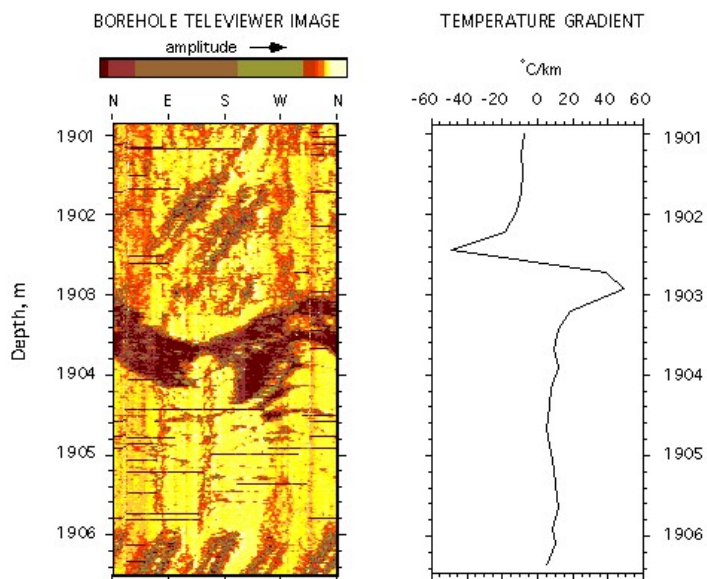 BOREHOLE TELEVIEWER IMAGE
amplitude
N E S W N
1901
1902
1903
1904
1905
1906
Depth, m
TEMPERATURE GRADIENT
°C/km
-60 -40 -20 0 20 40 60
1901
1902
1903
1904
1905
1906